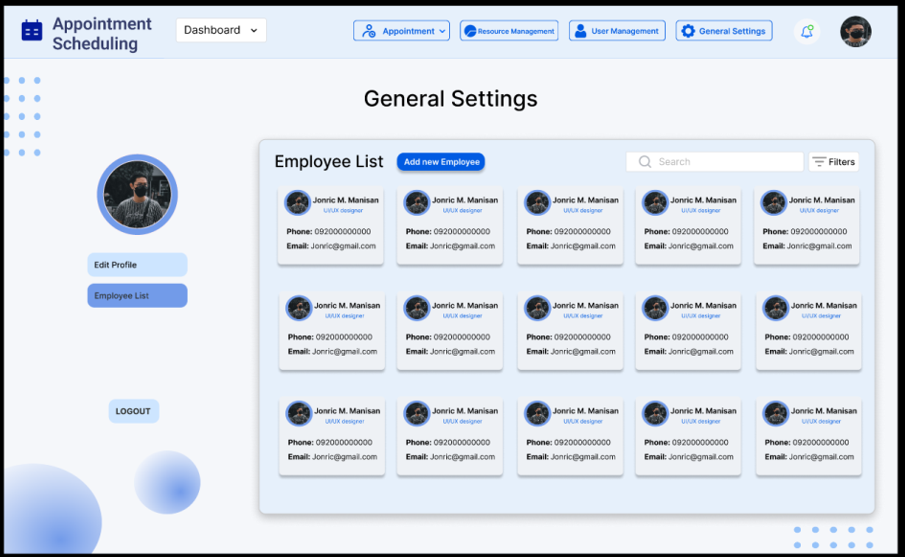 Appointment
Scheduling
Dashboard
Appointment
Resource Management
User Management
General Settings
General Settings
Employee List
Add new Employee
Search
Filters
Edit Profile
Employee List
LOGOUT
Jonric M. Manisan
UI/UX designer
Phone: 092000000000
Email: Jonric@gmail.com
Jonric M. Manisan
UI/UX designer
Phone: 092000000000
Email: Jonric@gmail.com
Jonric M. Manisan
UI/UX designer
Phone: 092000000000
Email: Jonric@gmail.com
Jonric M. Manisan
UI/UX designer
Phone: 092000000000
Email: Jonric@gmail.com
Jonric M. Manisan
UI/UX designer
Phone: 092000000000
Email: Jonric@gmail.com
Jonric M. Manisan
UI/UX designer
Phone: 092000000000
Email: Jonric@gmail.com
Jonric M. Manisan
UI/UX designer
Phone: 092000000000
Email: Jonric@gmail.com
Jonric M. Manisan
UI/UX designer
Phone: 092000000000
Email: Jonric@gmail.com
Jonric M. Manisan
UI/UX designer
Phone: 092000000000
Email: Jonric@gmail.com
Jonric M. Manisan
UI/UX designer
Phone: 092000000000
Email: Jonric@gmail.com
Jonric M. Manisan
UI/UX designer
Phone: 092000000000
Email: Jonric@gmail.com
Jonric M. Manisan
UI/UX designer
Phone: 092000000000
Email: Jonric@gmail.com
Jonric M. Manisan
UI/UX designer
Phone: 092000000000
Email: Jonric@gmail.com
Jonric M. Manisan
UI/UX designer
Phone: 092000000000
Email: Jonric@gmail.com
Jonric M. Manisan
UI/UX designer
Phone: 092000000000
Email: Jonric@gmail.com